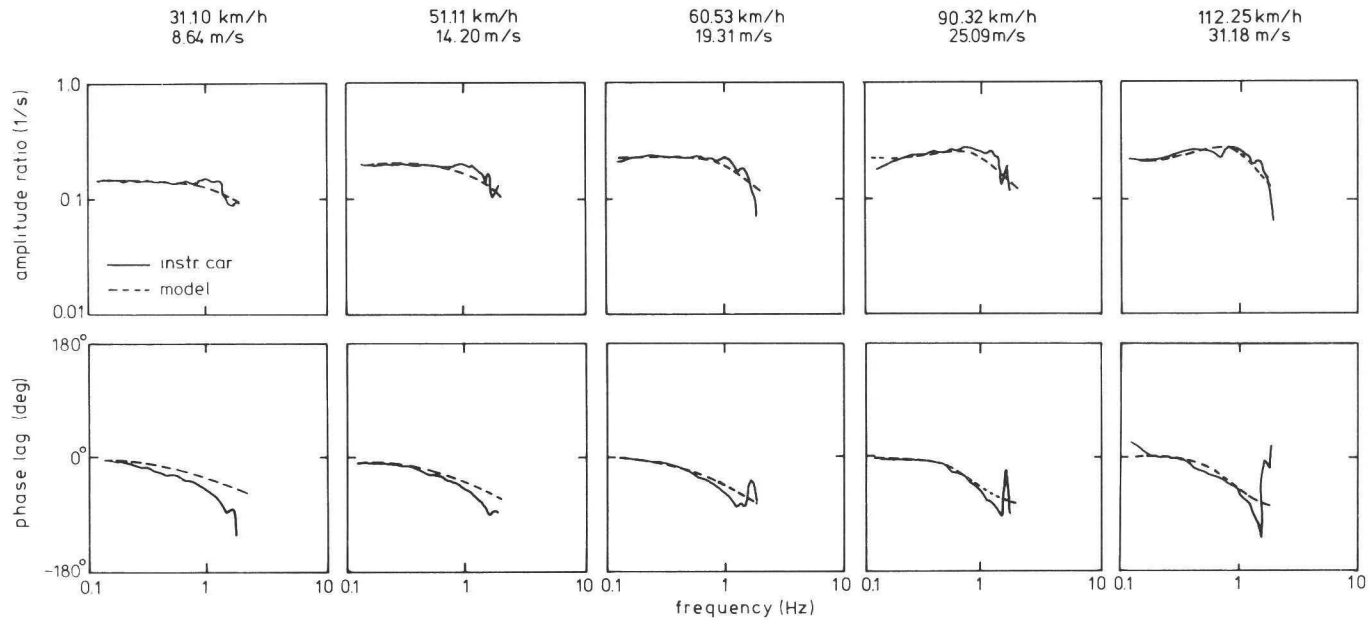 31.10 km/h
8.64 m/s
51.11 km/h
14.20 m/s
60.53 km/h
19.31 m/s
90.32 km/h
25.09 m/s
112.25 km/h
31.18 m/s
amplitude ratio (1/s)
1.0
0.1
0.01
instr. car
model
phase lag (deg)
180°
0°
-180°
0.1 1 10
0.1 1 10
0.1 1 10
0.1 1 10
0.1 1 10
frequency (Hz)